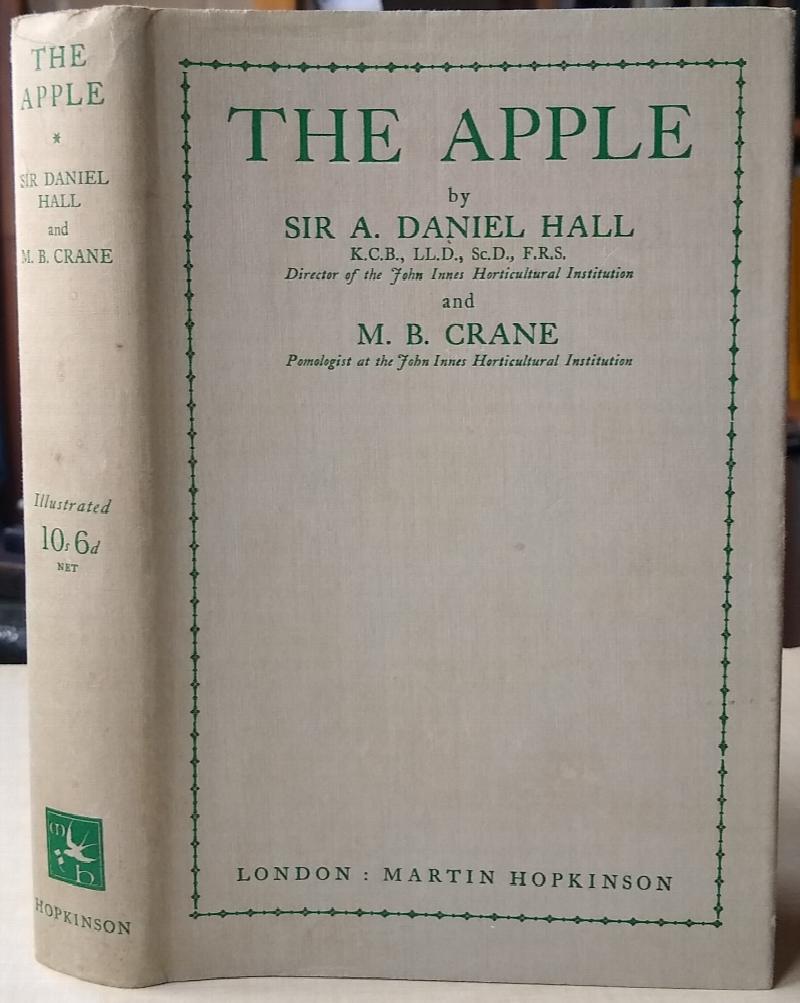 THE
APPLE
*
SIR DANIEL
HALL
and
M. B. CRANE
Illustrated
10s 6d
NET
m
h
HOPKINSON
THE APPLE
by
SIR A. DANIEL HALL
K.C.B., LL.D., Sc.D., F.R.S.
Director of the John Innes Horticultural Institution
and
M. B. CRANE
Pomologist at the John Innes Horticultural Institution
LONDON : MARTIN HOPKINSON